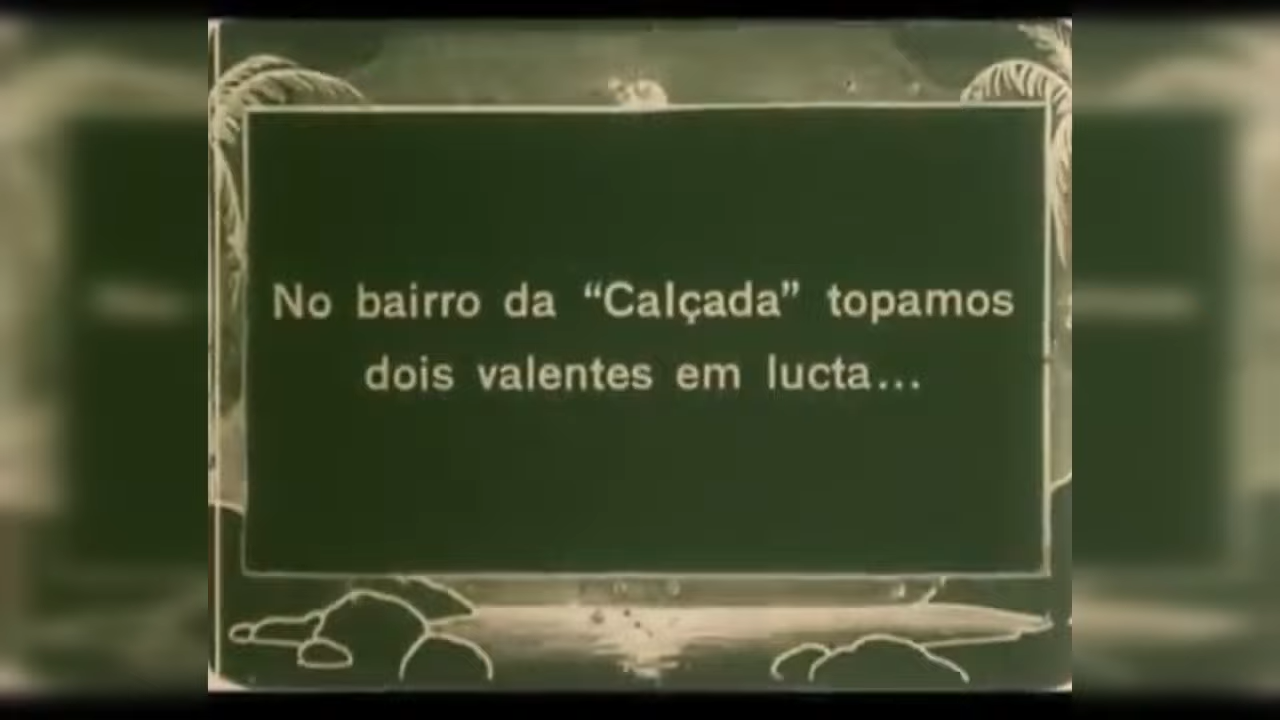 No bairro da “Calçada” topamos
dois valentes em lucta...